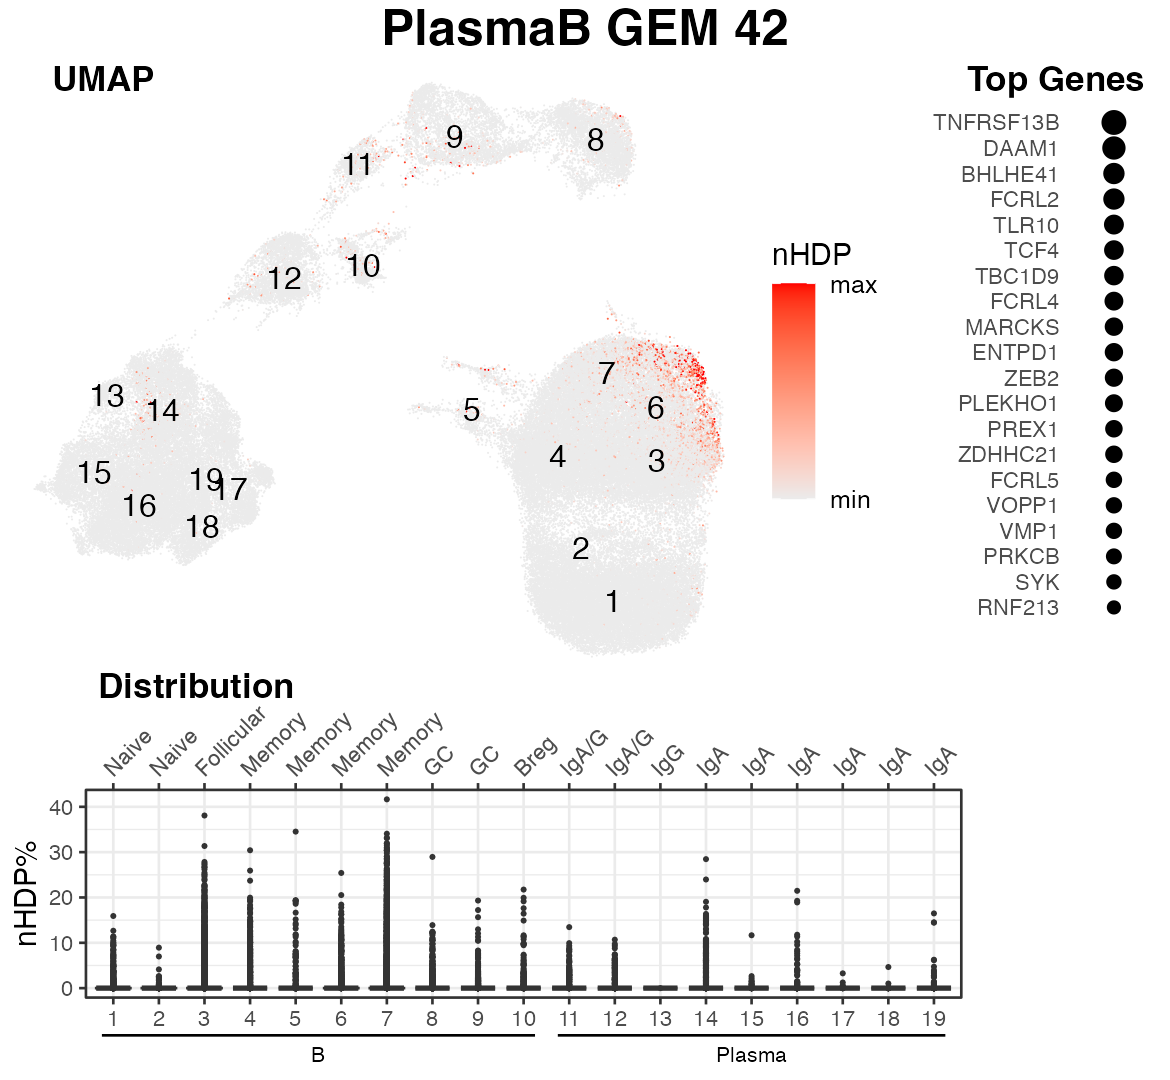 PlasmaB GEM 42
UMAP
Top Genes
9
8
11
10
12
7
13
14
5
6
4
3
15
19
17
16
18
2
1
nHDP
max
min
TNFRSF13B
DAAM1
BHLHE41
FCRL2
TLR10
TCF4
TBC1D9
FCRL4
MARCKS
ENTPD1
ZEB2
PLEKHO1
PREX1
ZDHHC21
FCRL5
VOPP1
VMP1
PRKCB
SYK
RNF213
Distribution
Naive Naive Follicular Memory Memory Memory Memory GC GC Breg IgA/G IgA/G IgG IgA IgA IgA IgA IgA IgA
nHDP%
40
30
20
10
0
1 2 3 4 5 6 7 8 9 10 11 12 13 14 15 16 17 18 19
B Plasma